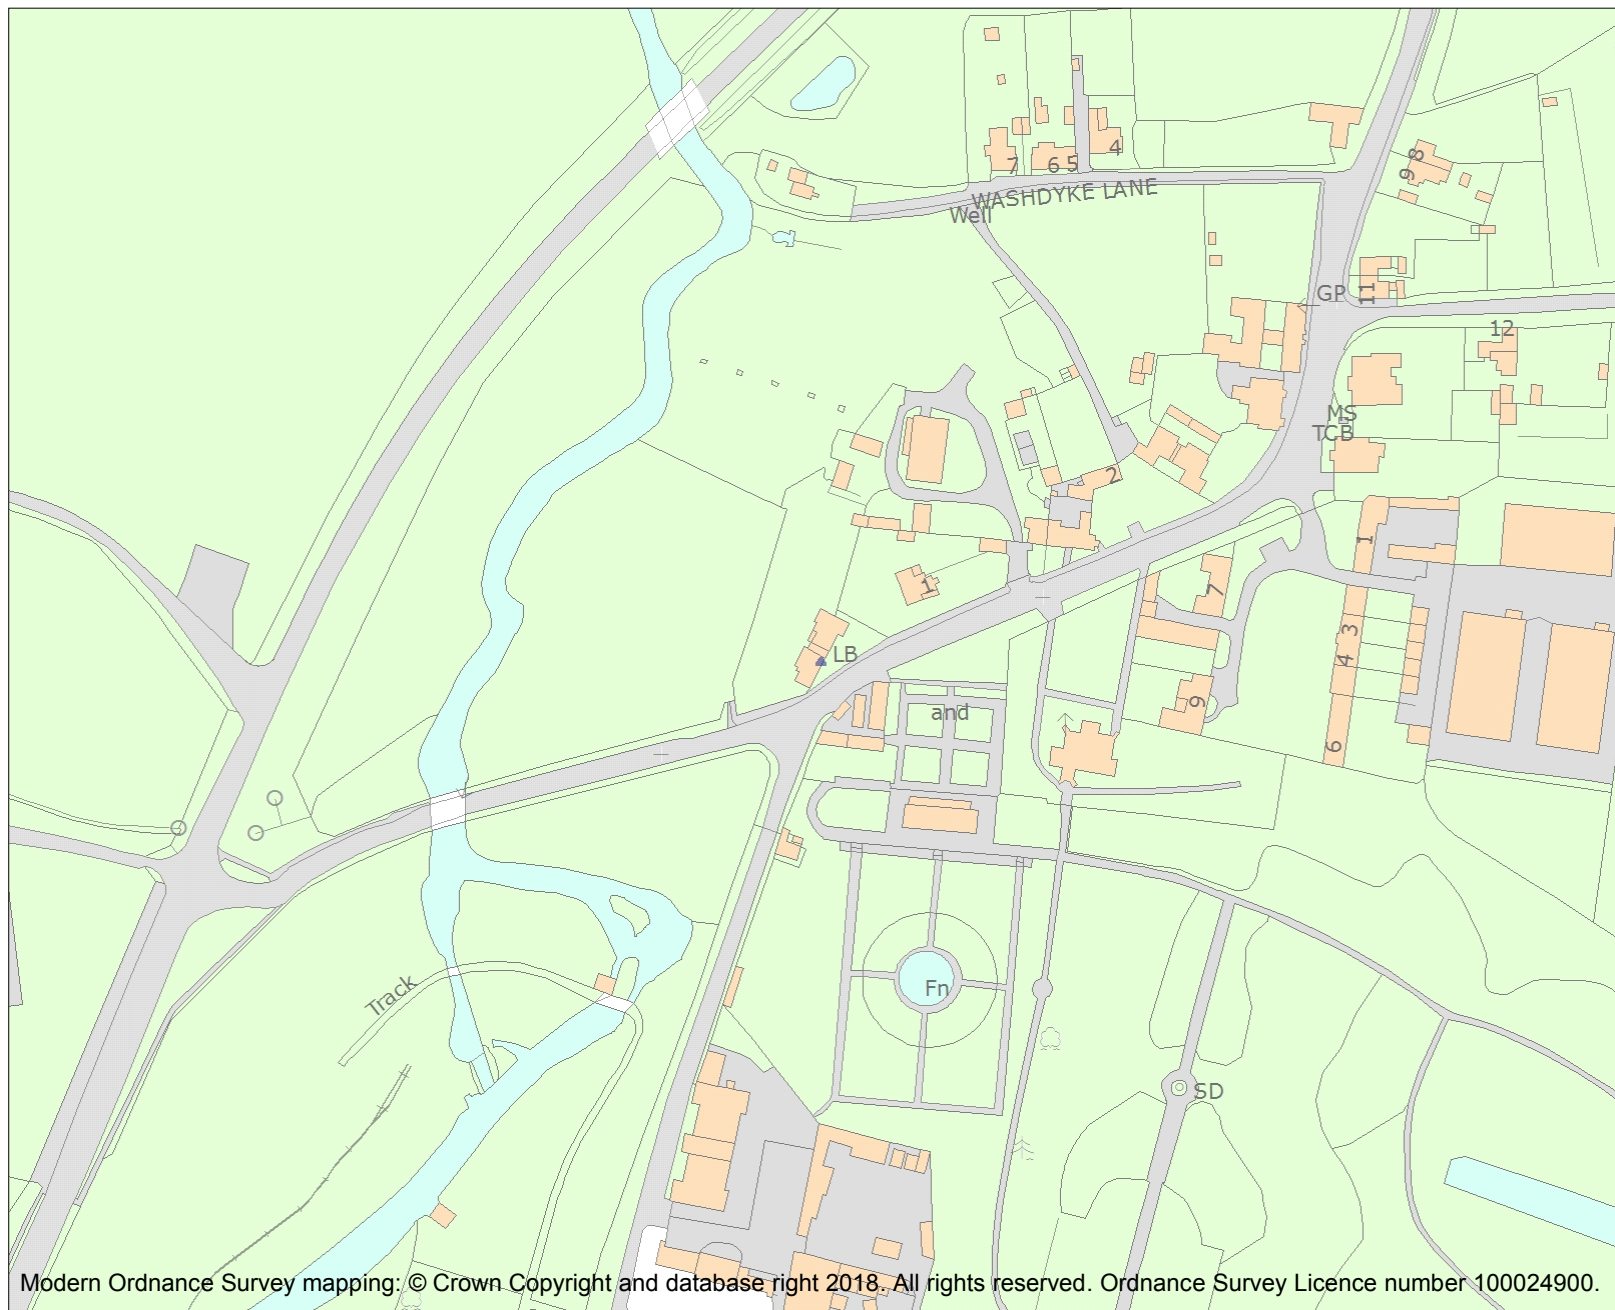 4
7
6 5
8
9
WASHDYKE LANE
Well
GP
11
12
MS
TCB
2
1
1
7
3
LB
4
9
and
6
Track
Fn
SD
Modern Ordnance Survey mapping: © Crown Copyright and database right 2018. All rights reserved. Ordnance Survey Licence number 100024900.